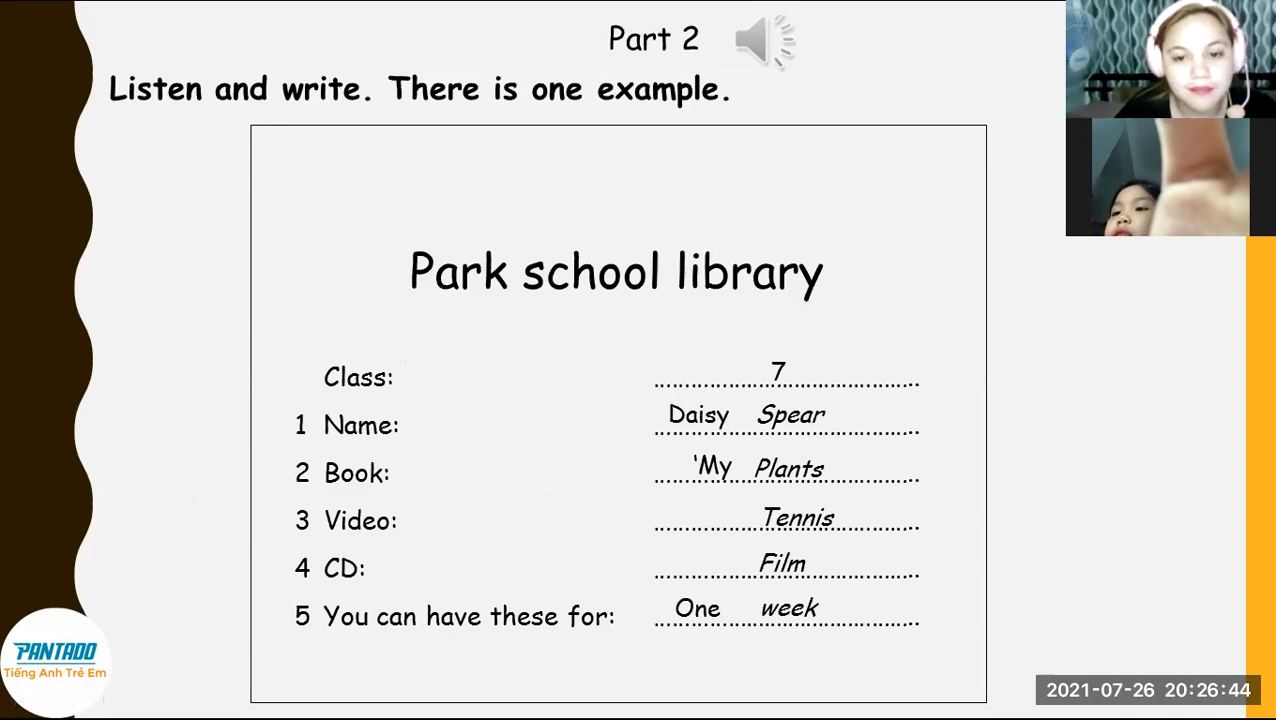 Part 2
Listen and write. There is one example.
Park school library
Class: 7
1 Name: Daisy Spear
2 Book: 'My Plants
3 Video: Tennis
4 CD: Film
5 You can have these for: One week
PANTADO
Tiếng Anh Trẻ Em
2021-07-26 20:26:44